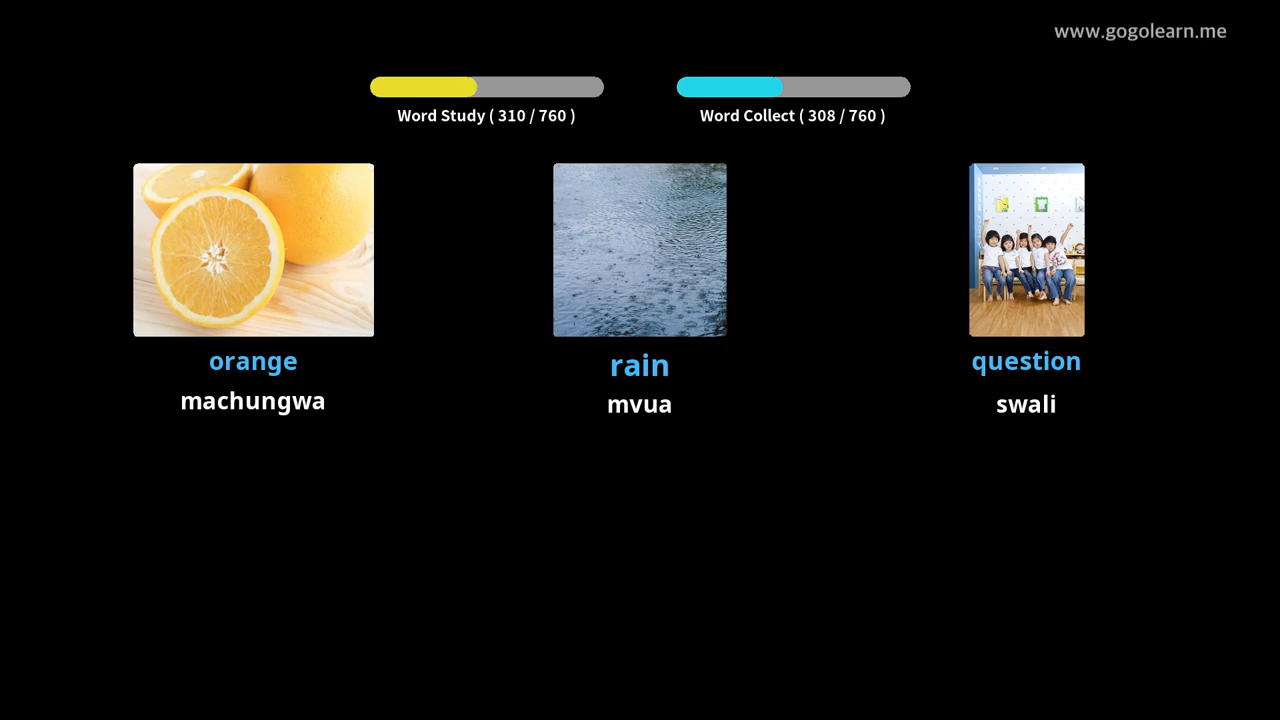 www.gogolearn.me
Word Study ( 310 / 760 )
Word Collect ( 308 / 760 )
orange
machungwa
rain
mvua
question
swali